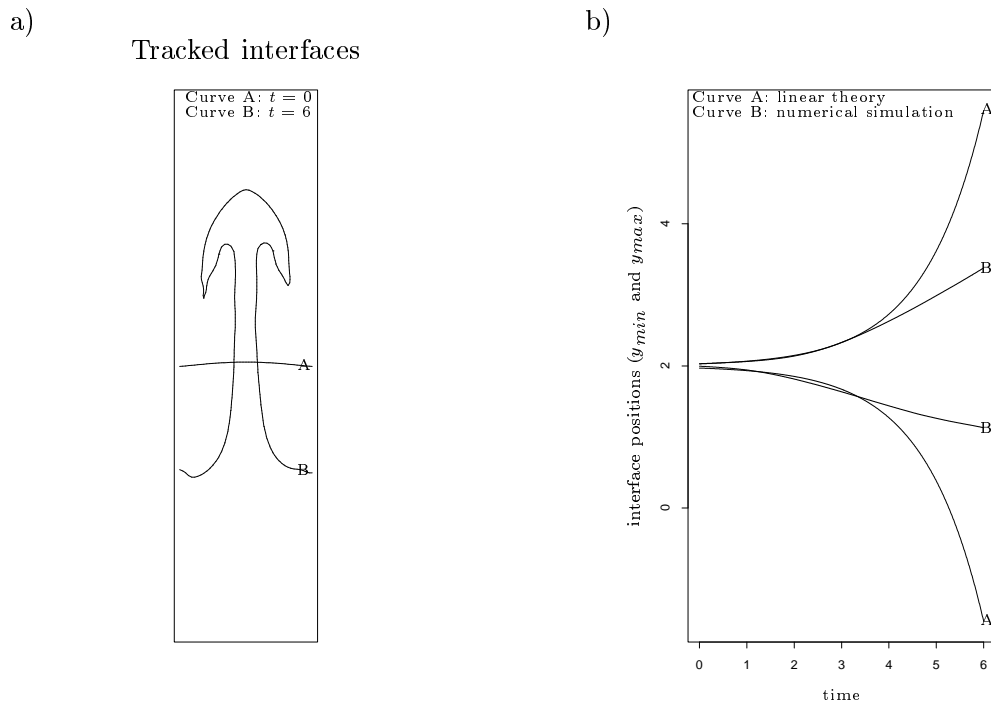 a)
Tracked interfaces
Curve A: t = 0
Curve B: t = 6
A
B
b)
Curve A: linear theory
Curve B: numerical simulation
A
B
B
A
interface positions (ymin and ymax)
4
2
0
0 1 2 3 4 5 6
time